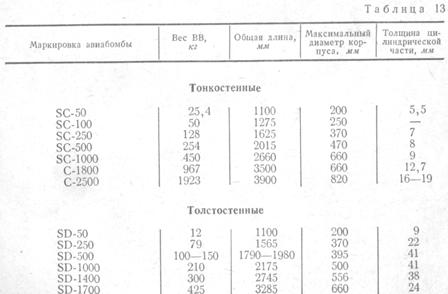 Таблица 13
Маркировка авиабомбы Вес ВВ, кг Общая длина, мм Максимальный диаметр корпуса, мм Толщина цилиндрической части, мм
Тонкостенные
SC-50 25,4 1100 200 5,5
SC-100 50 1275 250 —
SC-250 128 1625 370 7
SC-500 254 2015 470 8
SC-1000 450 2660 660 9
С-1800 967 3500 660 12,7
С-2500 1923 3900 820 16—19
Толстостенные
SD-50 12 1100 200 9
SD-250 79 1565 370 22
SD-500 100—150 1790—1980 395 41
SD-1000 210 2175 500 41
SD-1400 300 2745 556 38
SD-1700 425 3285 660 24